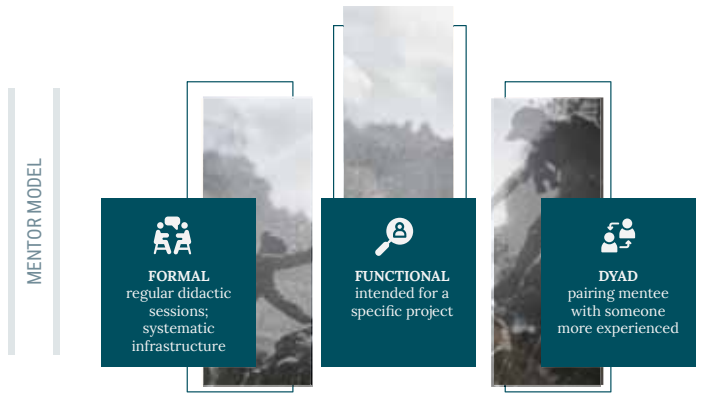 MENTOR MODEL
FORMAL
regular didactic
sessions;
systematic
infrastructure
FUNCTIONAL
intended for a
specific project
DYAD
pairing mentee
with someone
more experienced